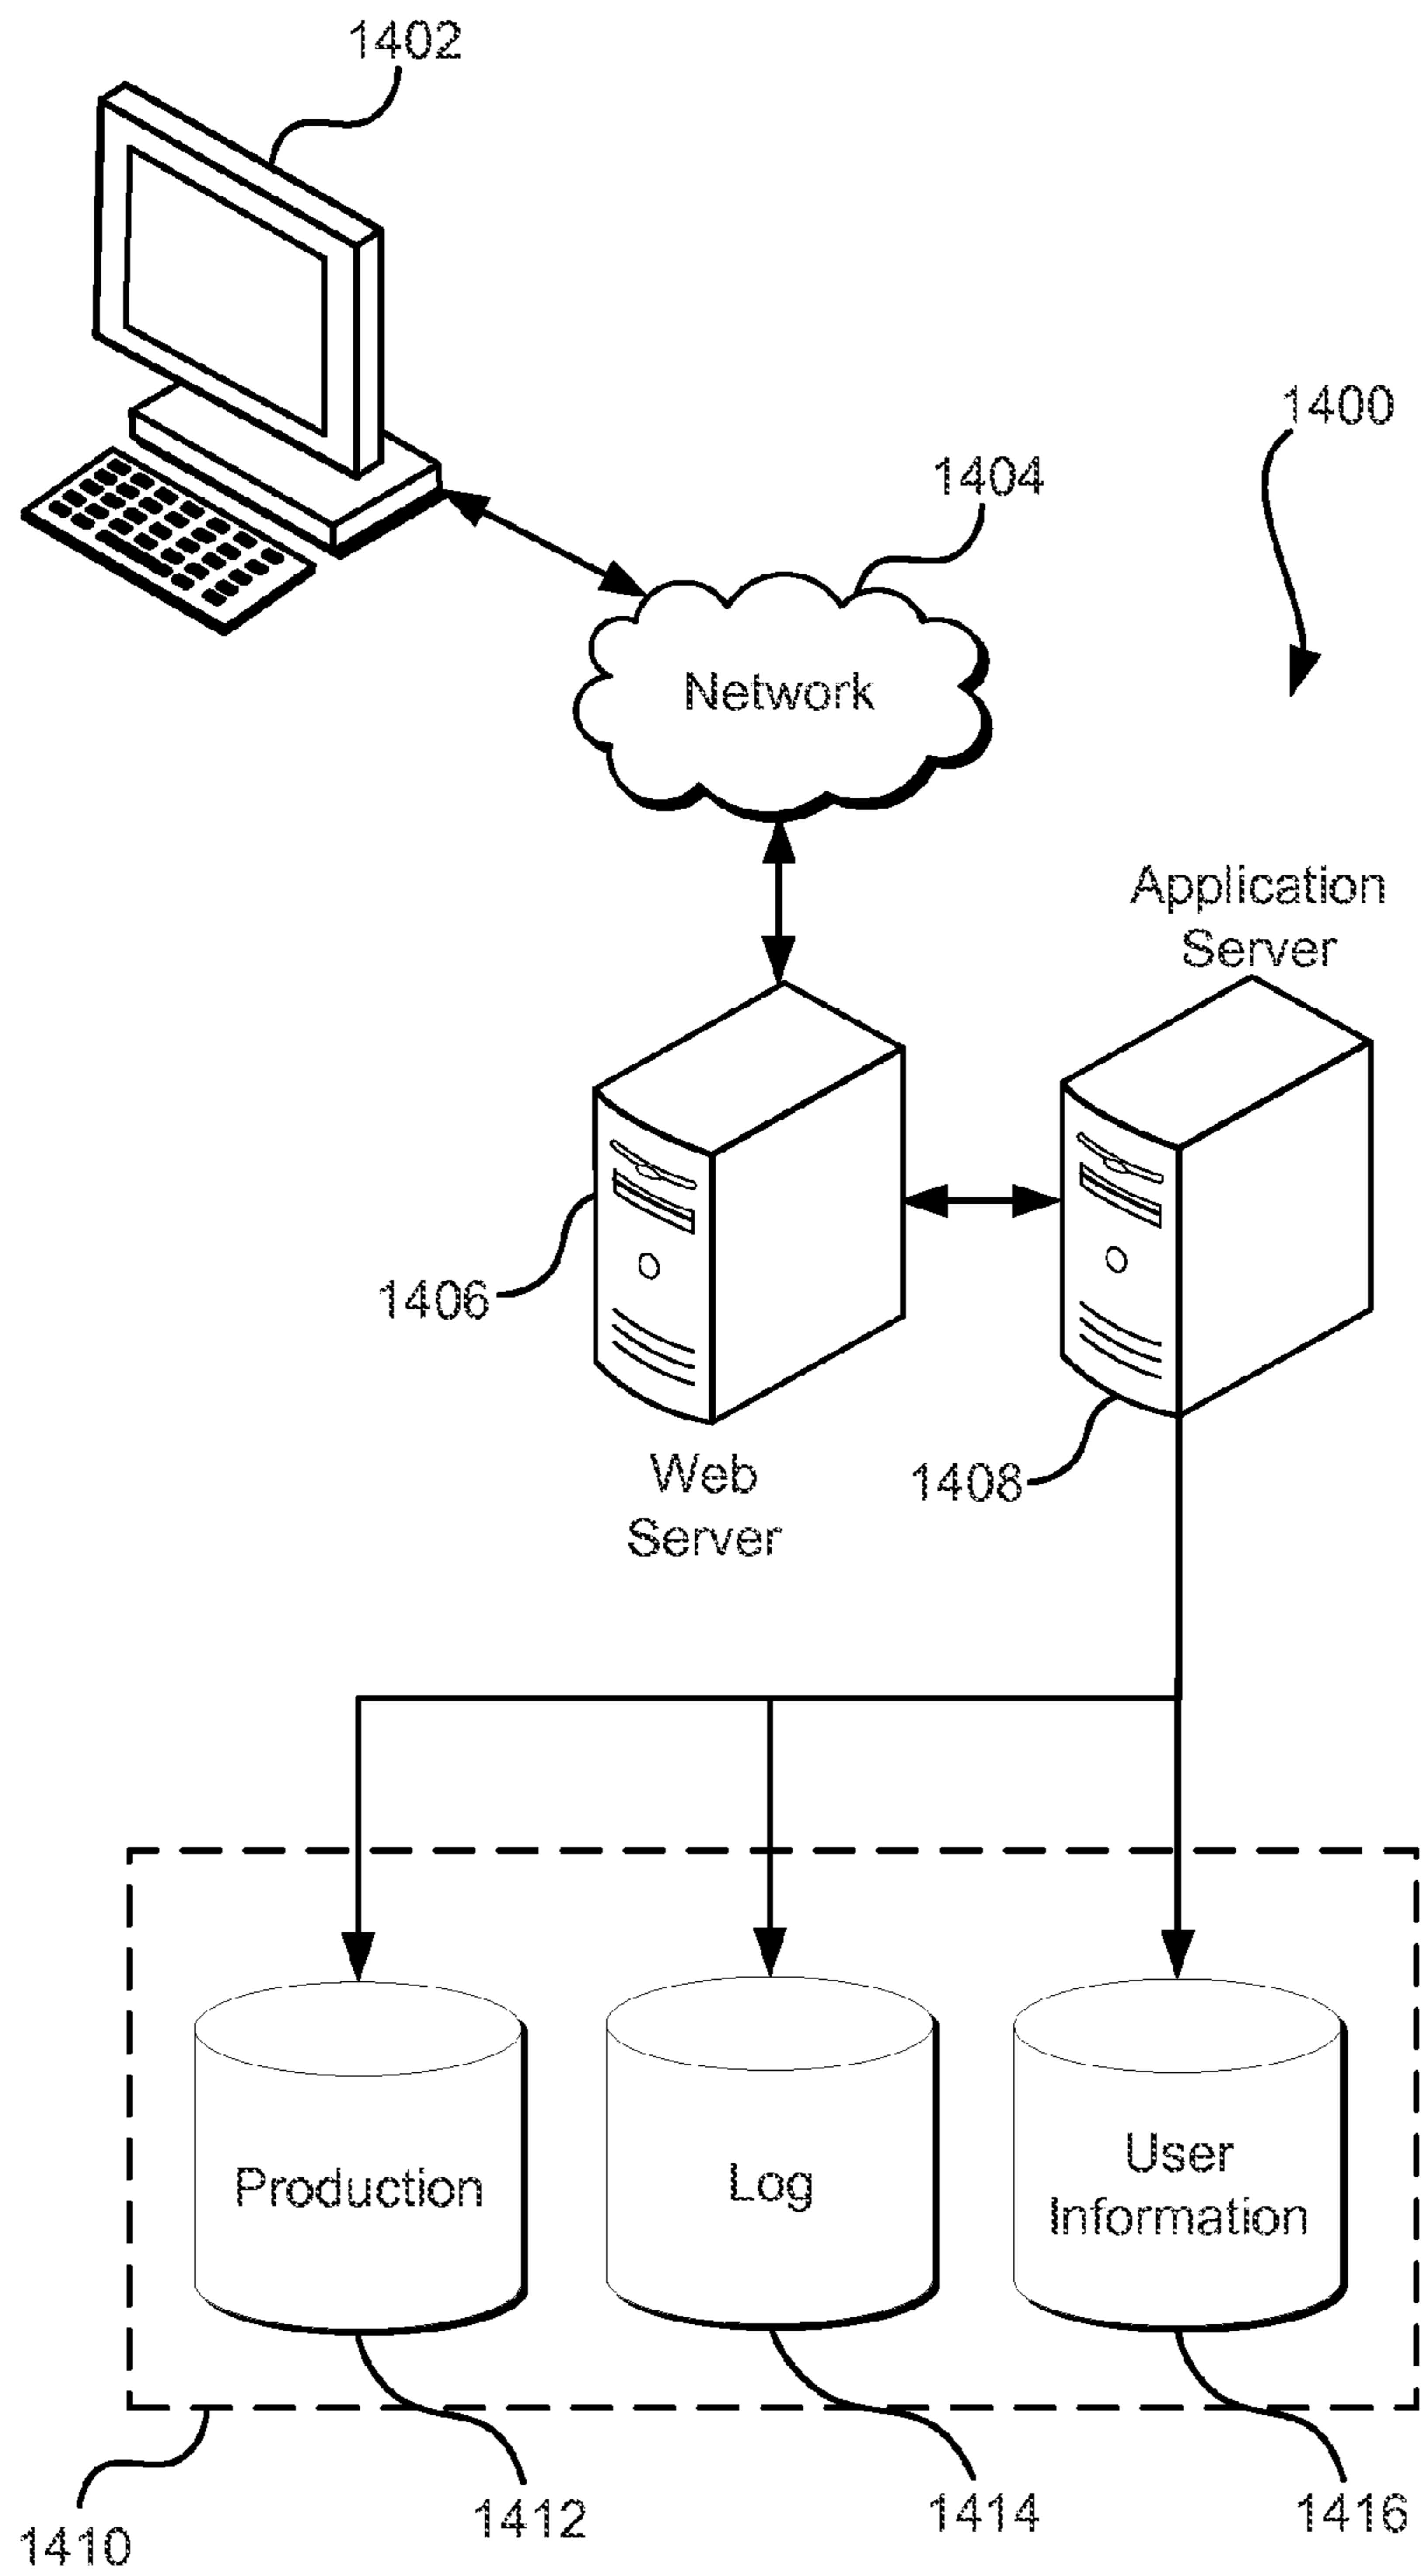 1402
1400
1404
Network
Application
Server
1406
1408
Web
Server
Production
Log
User
Information
1410
1412
1414
1416